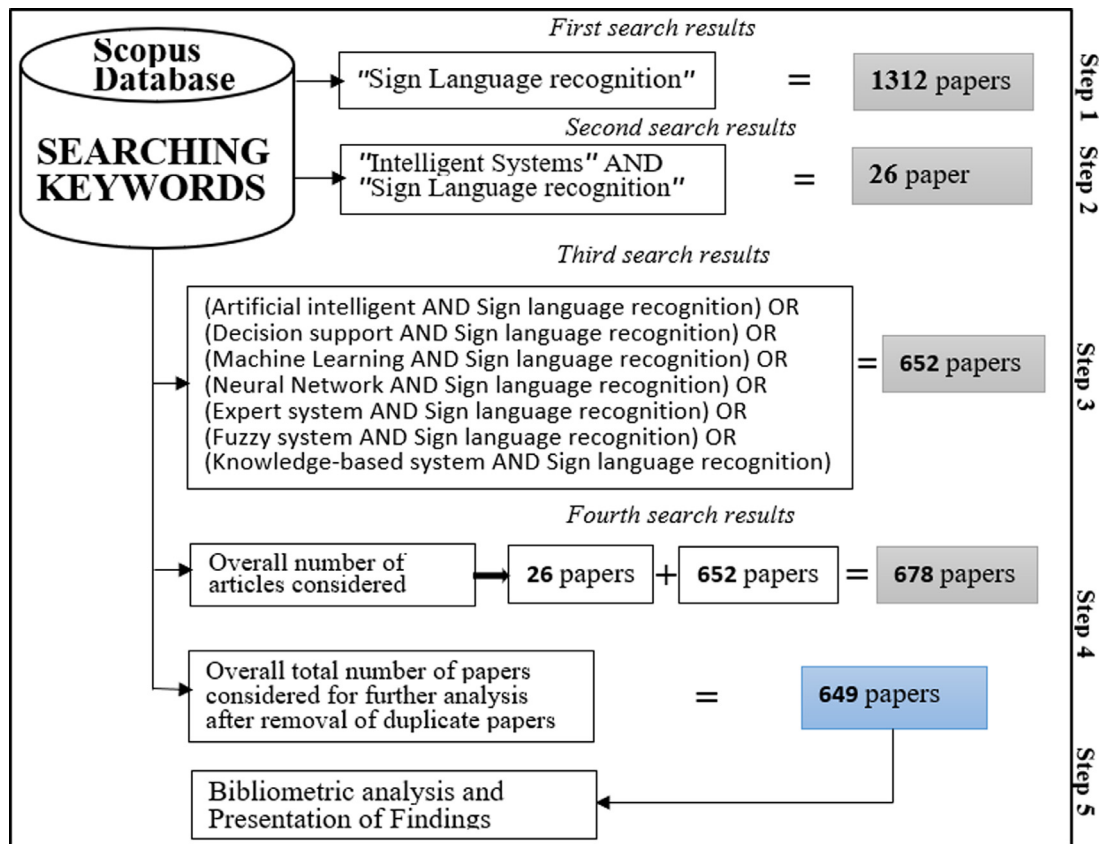 First search results
Scopus
Database
SEARCHING
KEYWORDS
"Sign Language recognition"
=
1312 papers
Step 1
Second search results
"Intelligent Systems" AND
"Sign Language recognition"
=
26 paper
Step 2
Third search results
(Artificial intelligent AND Sign language recognition) OR
(Decision support AND Sign language recognition) OR
(Machine Learning AND Sign language recognition) OR
(Neural Network AND Sign language recognition) OR
(Expert system AND Sign language recognition) OR
(Fuzzy system AND Sign language recognition) OR
(Knowledge-based system AND Sign language recognition)
=
652 papers
Step 3
Fourth search results
Overall number of
articles considered
26 papers + 652 papers = 678 papers
Step 4
Overall total number of papers
considered for further analysis
after removal of duplicate papers
=
649 papers
Step 5
Bibliometric analysis and
Presentation of Findings